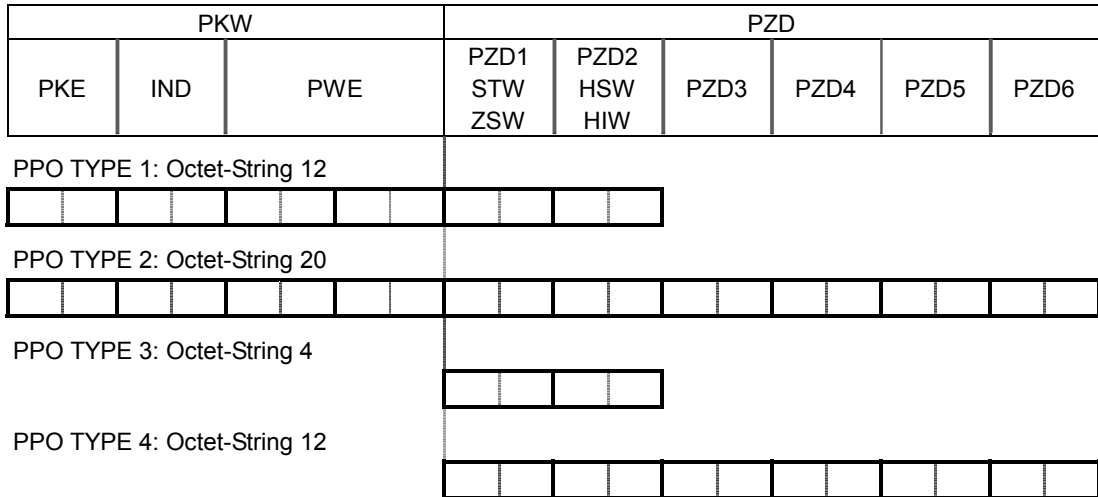 PKW PZD
PKE IND PWE PZD1 STW ZSW PZD2 HSW HIW PZD3 PZD4 PZD5 PZD6
PPO TYPE 1: Octet-String 12
PPO TYPE 2: Octet-String 20
PPO TYPE 3: Octet-String 4
PPO TYPE 4: Octet-String 12